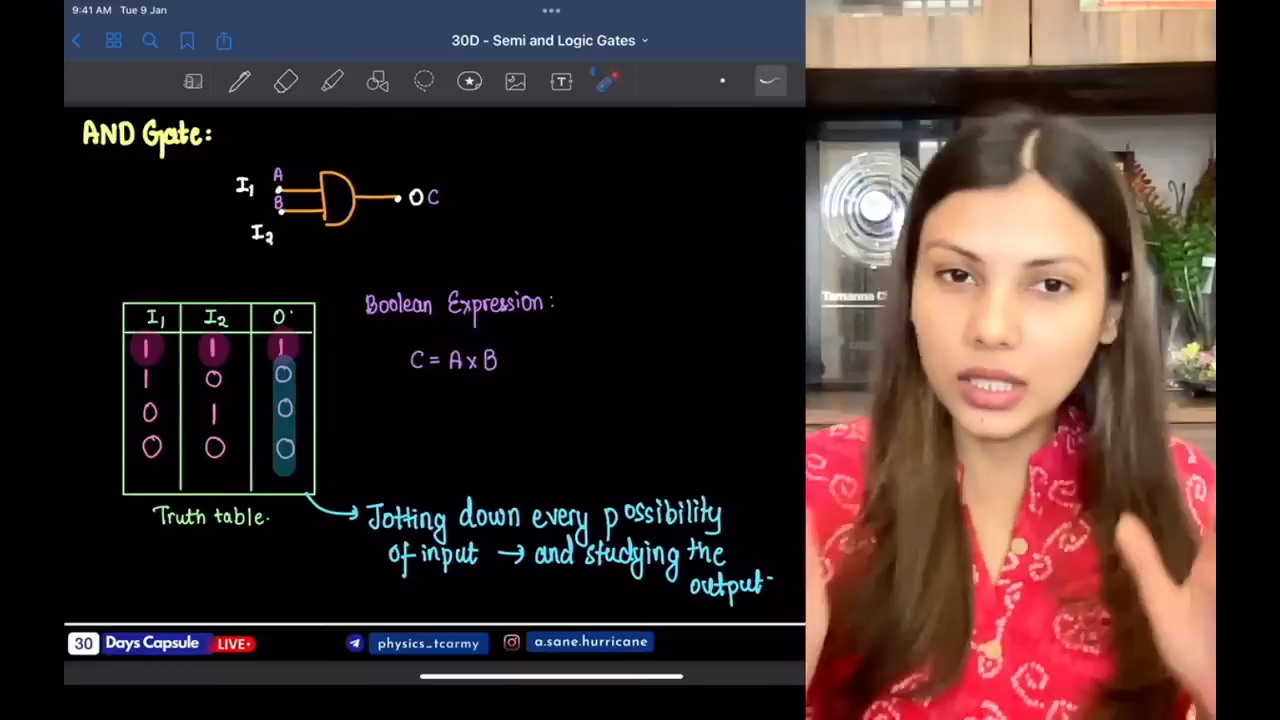 9:41 AM Tue 9 Jan
30D - Semi and Logic Gates
T
AND Gate:
A
I₁
B
O C
I₂
I₁ I₂ O
1 1 1
1 0 0
0 1 0
0 0 0
Truth table.
Boolean Expression:
C = A x B
Jotting down every possibility
of input → and studying the
output
30 Days Capsule LIVE
physics_tcarmy
a.sane.hurricane